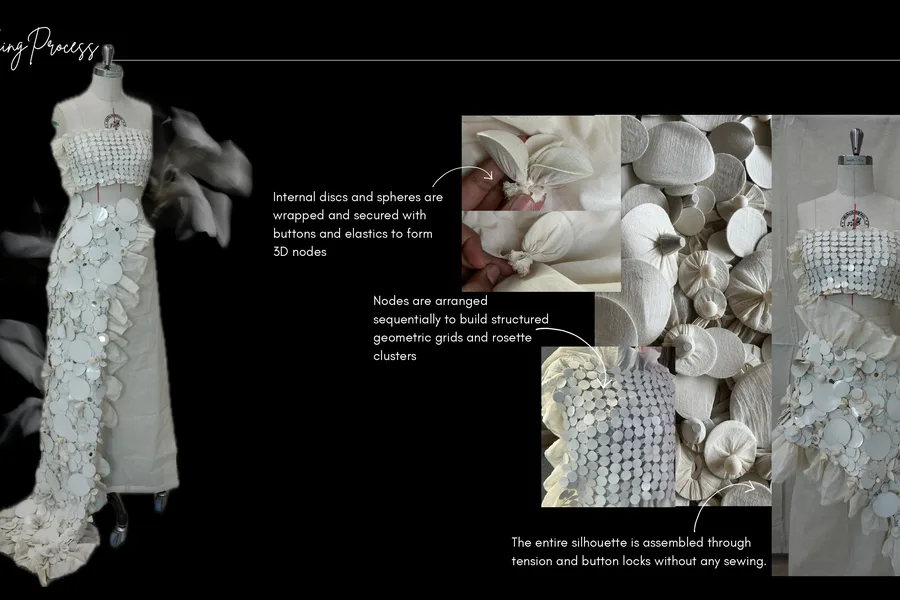 Process
Internal discs and spheres are
wrapped and secured with
buttons and elastics to form
3D nodes
Nodes are arranged
sequentially to build structured
geometric grids and rosette
clusters
The entire silhouette is assembled through
tension and button locks without any sewing.